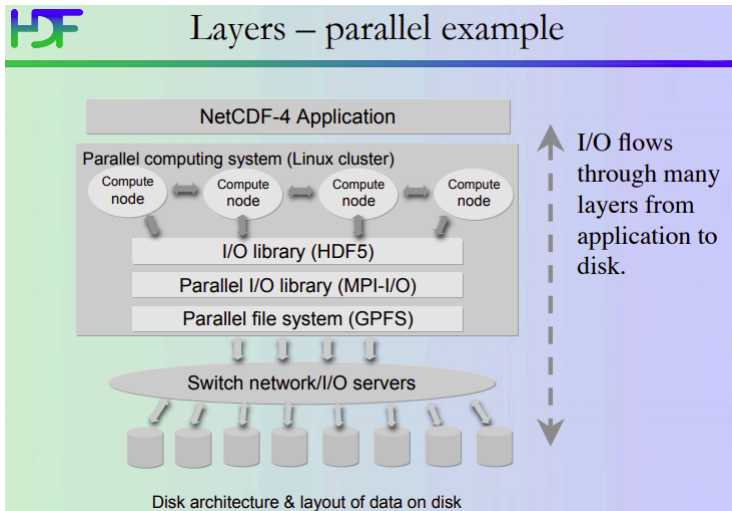 HDF
Layers – parallel example
NetCDF-4 Application
Parallel computing system (Linux cluster)
Compute
node
Compute
node
Compute
node
Compute
node
I/O library (HDF5)
Parallel I/O library (MPI-I/O)
Parallel file system (GPFS)
Switch network/I/O servers
Disk architecture & layout of data on disk
I/O flows
through many
layers from
application to
disk.